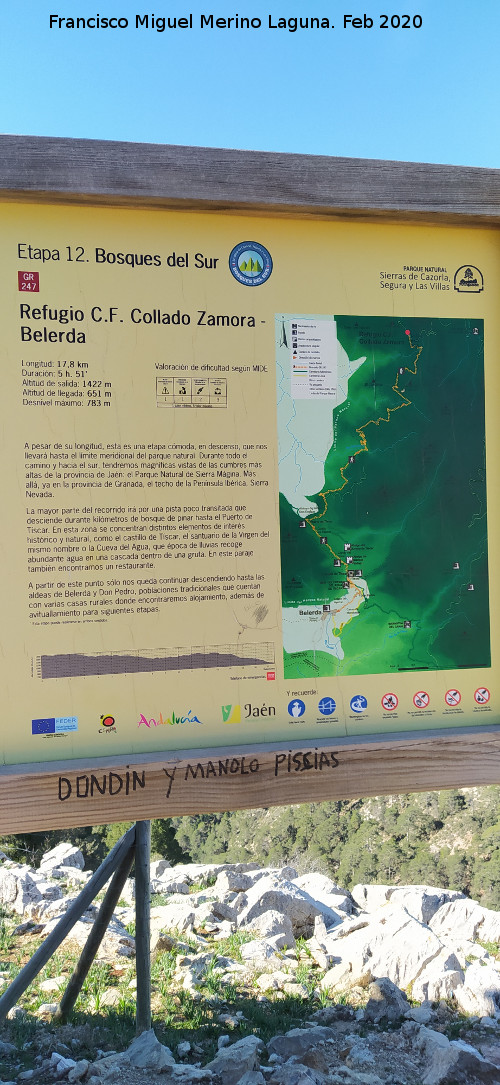 Francisco Miguel Merino Laguna. Feb 2020
Etapa 12. Bosques del Sur
GR
247
PARQUE NATURAL
Sierras de Cazorla,
Segura y Las Villas
Refugio C.F. Collado Zamora -
Belerda
Longitud: 17,8 km
Duración: 5 h. 51'
Altitud de salida: 1422 m
Altitud de llegada: 651 m
Desnivel máximo: 783 m
Valoración de dificultad según MIDE
A pesar de su longitud, esta es una etapa cómoda, en descenso, que nos
llevará hasta el límite meridional del parque natural. Durante todo el
camino y hacia el sur, tendremos magníficas vistas de las cumbres más
altas de la provincia de Jaén: el Parque Natural de Sierra Mágina. Más
allá, ya en la provincia de Granada, el techo de la Península Ibérica, Sierra
Nevada.
La mayor parte del recorrido irá por una pista poco transitada que
desciende durante kilómetros de bosque de pinar hasta el Puerto de
Tíscar. En esta zona se concentran distintos elementos de interés
histórico y natural, como el castillo de Tíscar, el santuario de la Virgen del
mismo nombre o la Cueva del Agua, que época de lluvias recoge
abundante agua en una cascada dentro de una gruta. En este paraje
también encontramos un restaurante.
A partir de este punto sólo nos queda continuar descendiendo hasta las
aldeas de Belerda y Don Pedro, poblaciones tradicionales que cuentan
con varias casas rurales donde encontraremos alojamiento, además de
avituallamiento para siguientes etapas.
Belerda
Y recuerde:
FEDER
Andalucía
Jaén
DONDIN Y MANOLO PISCIAS